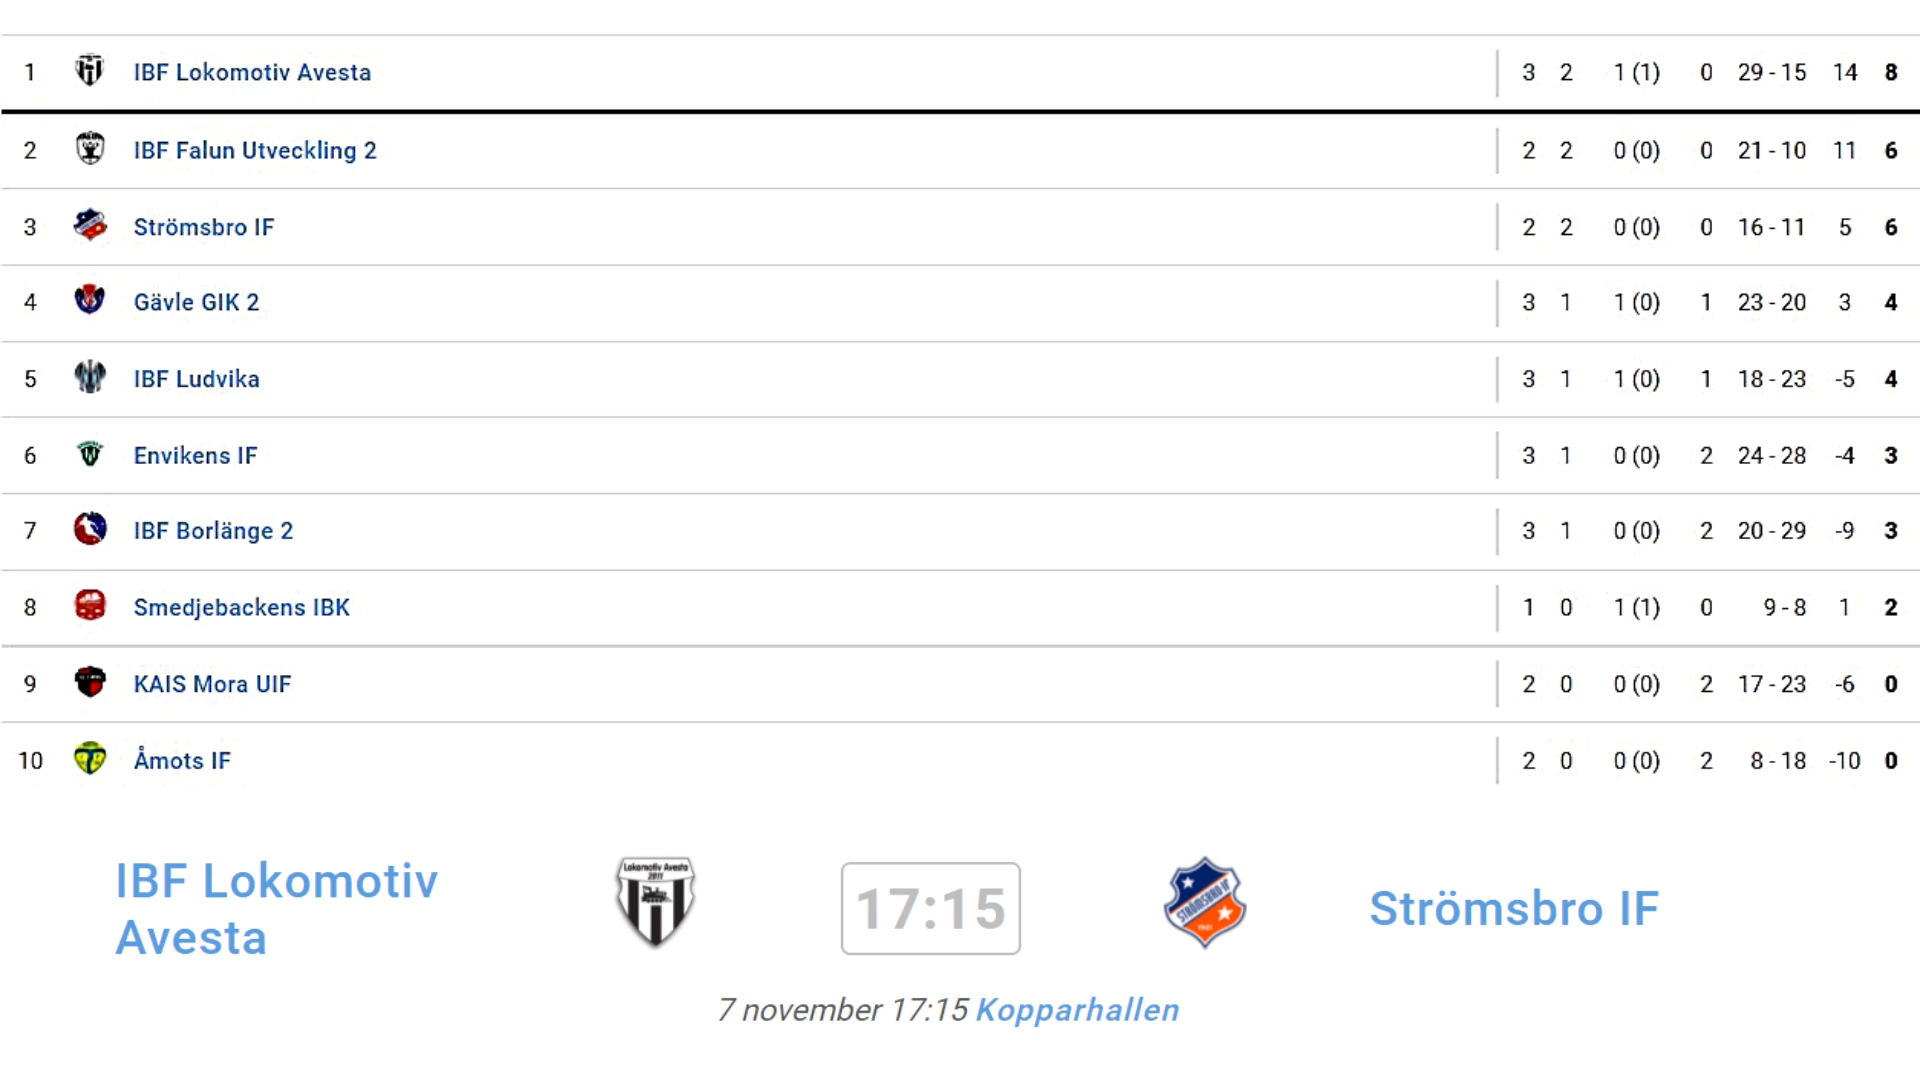 1 IBF Lokomotiv Avesta 3 2 1 (1) 0 29 - 15 14 8
2 IBF Falun Utveckling 2 2 2 0 (0) 0 21 - 10 11 6
3 Strömsbro IF 2 2 0 (0) 0 16 - 11 5 6
4 Gävle GIK 2 3 1 1 (0) 1 23 - 20 3 4
5 IBF Ludvika 3 1 1 (0) 1 18 - 23 -5 4
6 Envikens IF 3 1 0 (0) 2 24 - 28 -4 3
7 IBF Borlänge 2 3 1 0 (0) 2 20 - 29 -9 3
8 Smedjebackens IBK 1 0 1 (1) 0 9 - 8 1 2
9 KAIS Mora UIF 2 0 0 (0) 2 17 - 23 -6 0
10 Åmots IF 2 0 0 (0) 2 8 - 18 -10 0
IBF Lokomotiv
Avesta
Lokomotiv Avesta
2011
17:15
STRÖMSBRO IF
Strömsbro IF
7 november 17:15 Kopparhallen